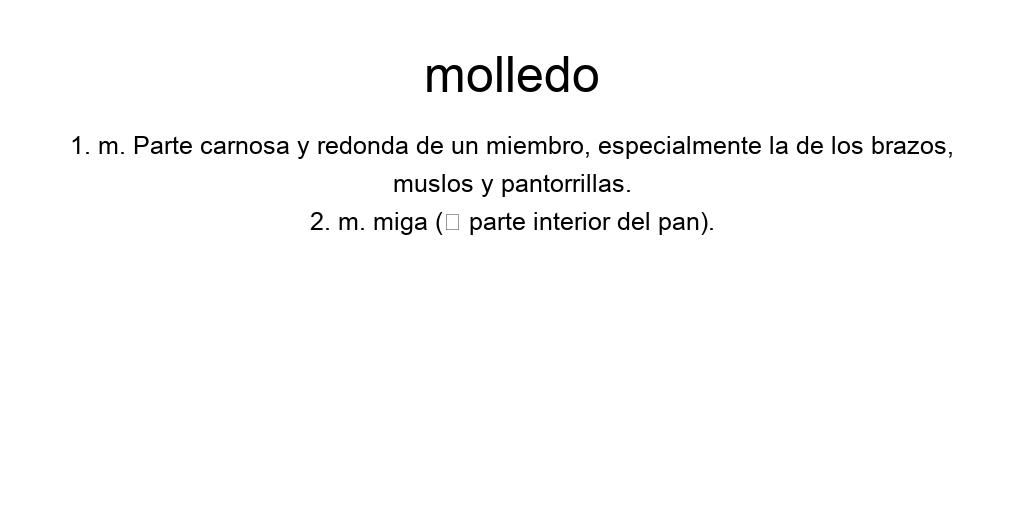 molledo
1. m. Parte carnosa y redonda de un miembro, especialmente la de los brazos,
muslos y pantorrillas.
2. m. miga (□ parte interior del pan).